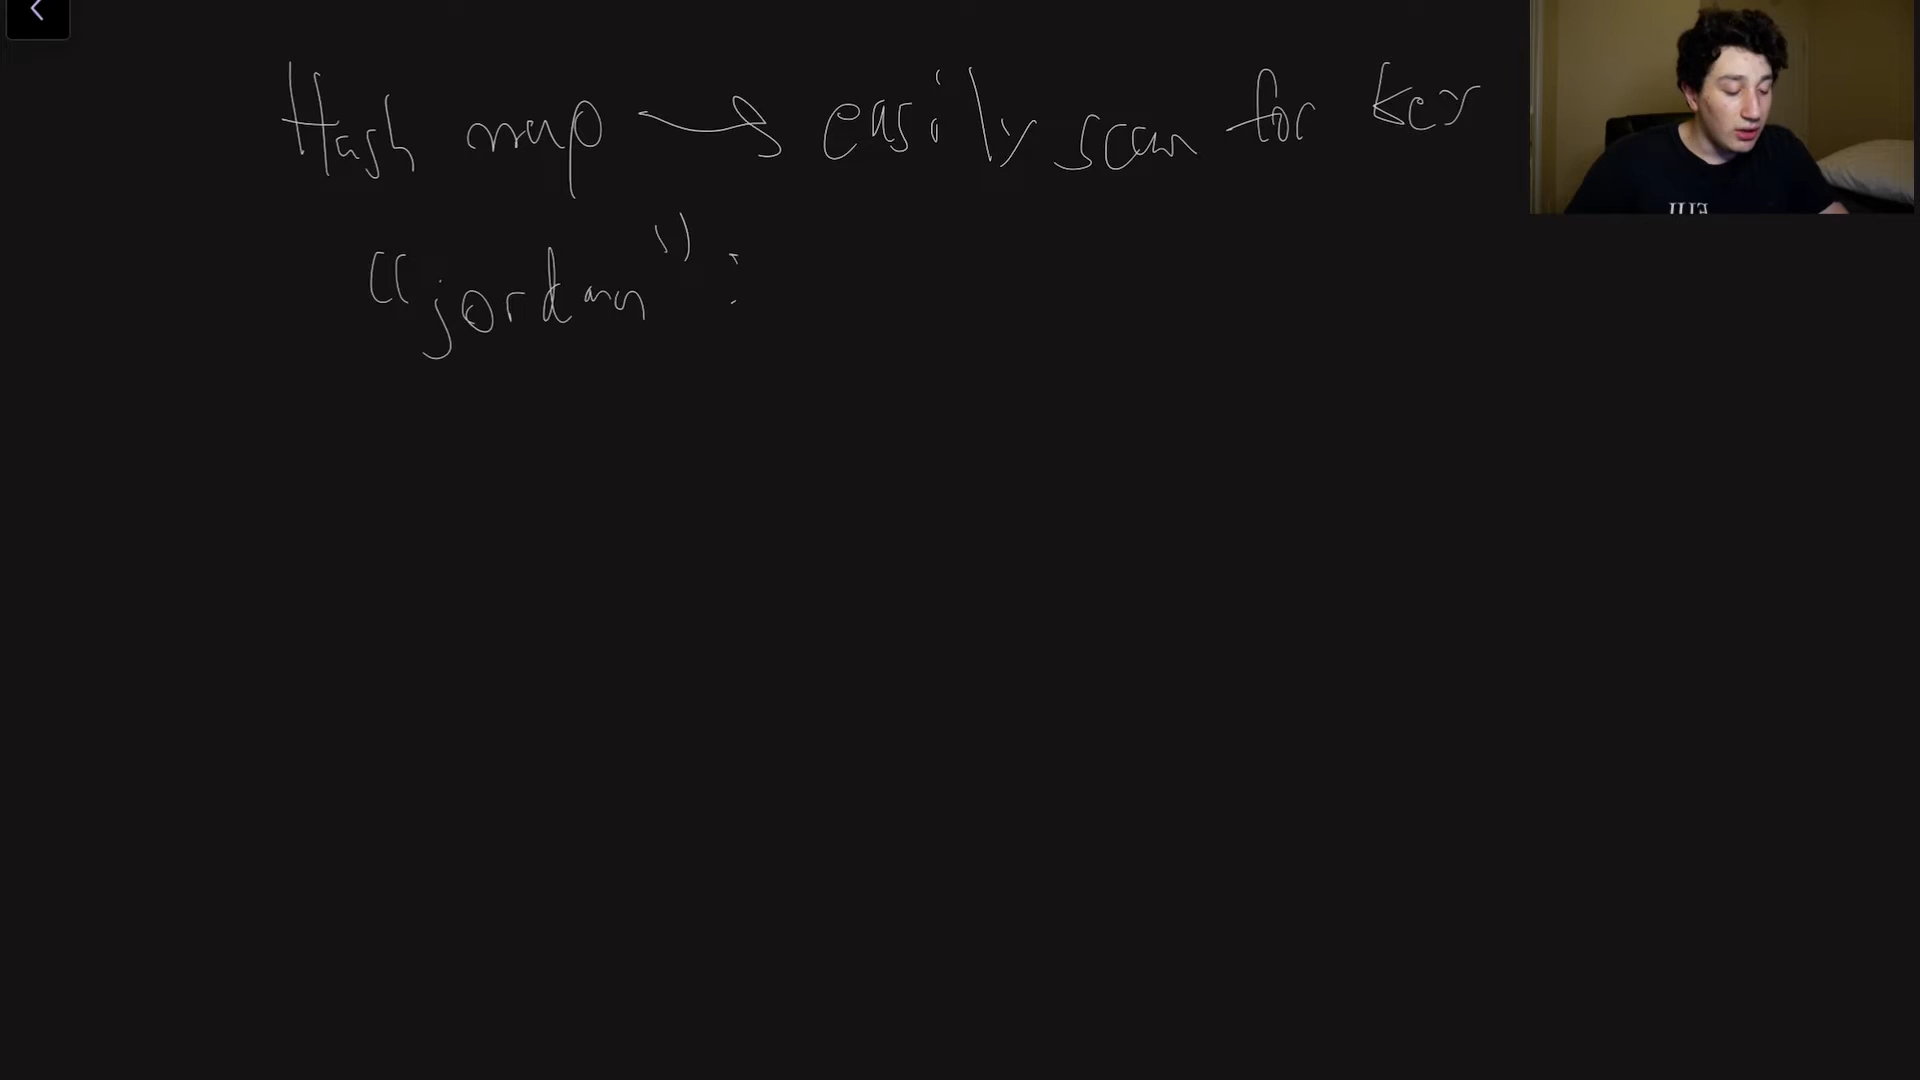 Hash map → easily scan for key
"jordan" :